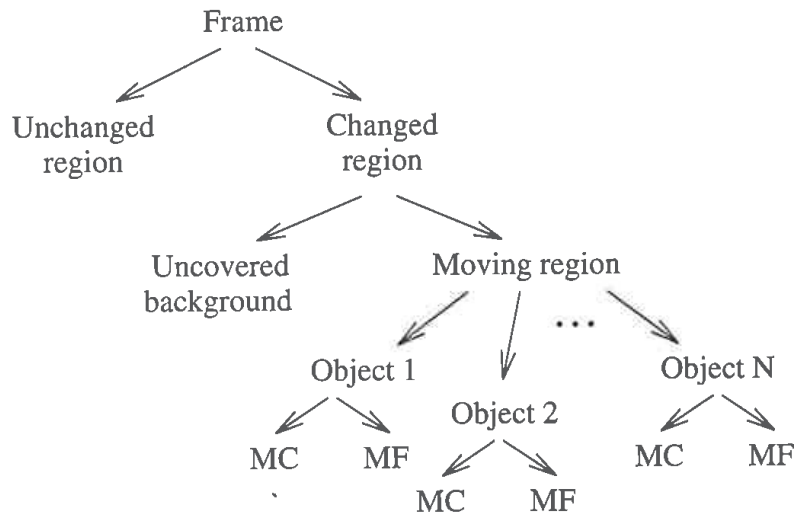 Frame
Unchanged
region
Changed
region
Uncovered
background
Moving region
...
Object 1
Object 2
Object N
MC
MF
MC
MF
MC
MF